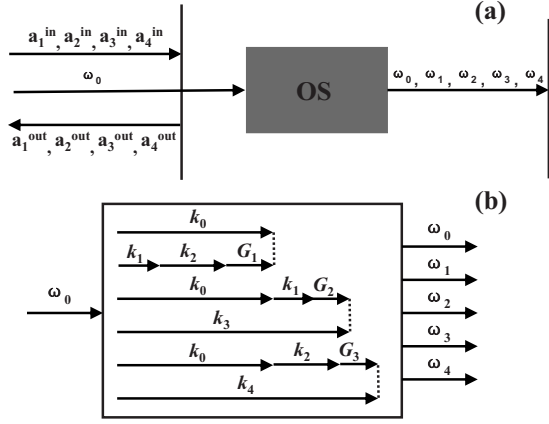 (a)
a₁ⁱⁿ, a₂ⁱⁿ, a₃ⁱⁿ, a₄ⁱⁿ
ω₀
OS
ω₀, ω₁, ω₂, ω₃, ω₄
a₁ᵒᵘᵗ, a₂ᵒᵘᵗ, a₃ᵒᵘᵗ, a₄ᵒᵘᵗ
(b)
k₀
ω₀
k₁ k₂ G₁
ω₁
k₀ k₁ G₂
ω₀
ω₂
k₃
ω₃
k₀ k₂ G₃
ω₄
k₄